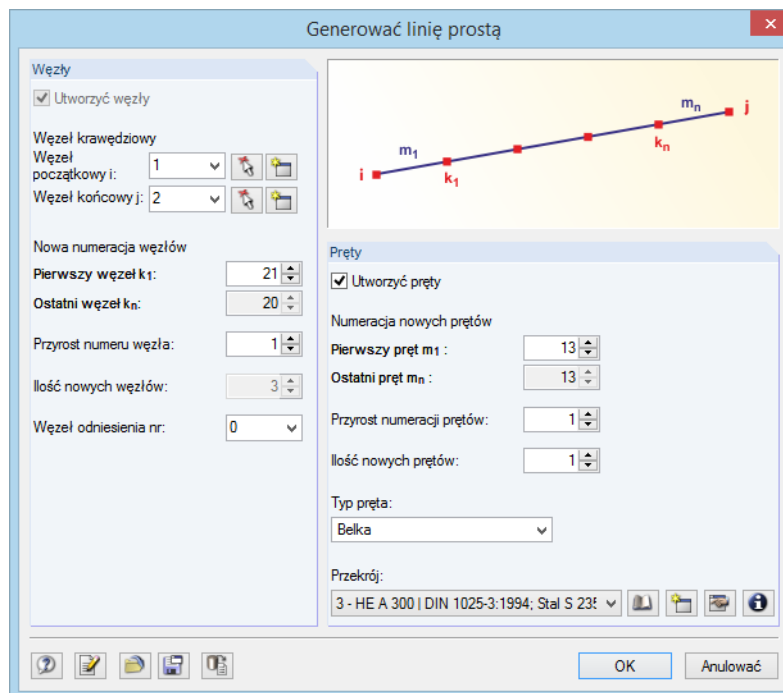 Generować linię prostą
Węzły
Utworzyć węzły
Węzeł krawędziowy
Węzeł
początkowy i: 1
Węzeł końcowy j: 2
Nowa numeracja węzłów
Pierwszy węzeł k1: 21
Ostatni węzeł kn: 20
Przyrost numeru węzła: 1
Ilość nowych węzłów: 3
Węzeł odniesienia nr: 0
i
m1
k1
mn
kn
j
Pręty
Utworzyć pręty
Numeracja nowych prętów
Pierwszy pręt m1 : 13
Ostatni pręt mn : 13
Przyrost numeracji prętów: 1
Ilość nowych prętów: 1
Typ pręta:
Belka
Przekrój:
3 - HE A 300 | DIN 1025-3:1994; Stal S 235
OK
Anulować